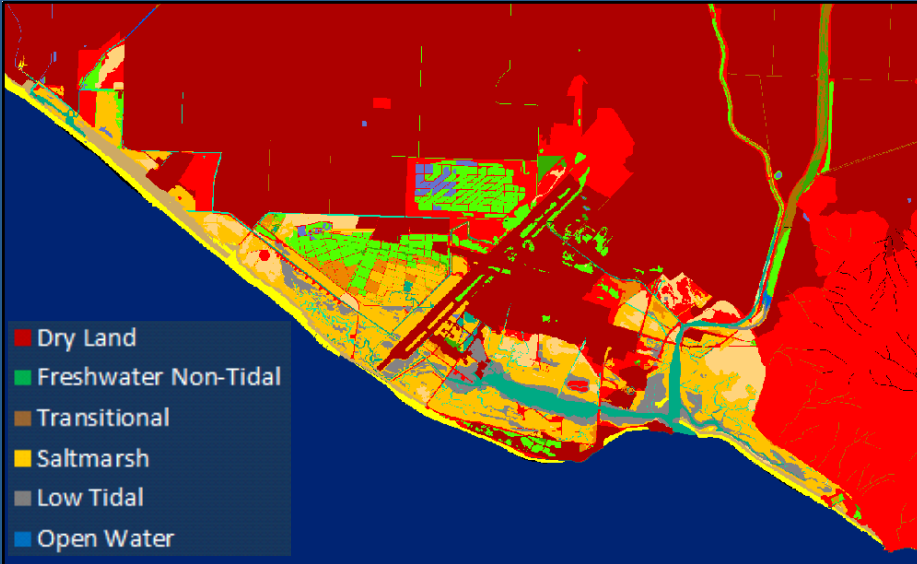 Dry Land
Freshwater Non-Tidal
Transitional
Saltmarsh
Low Tidal
Open Water